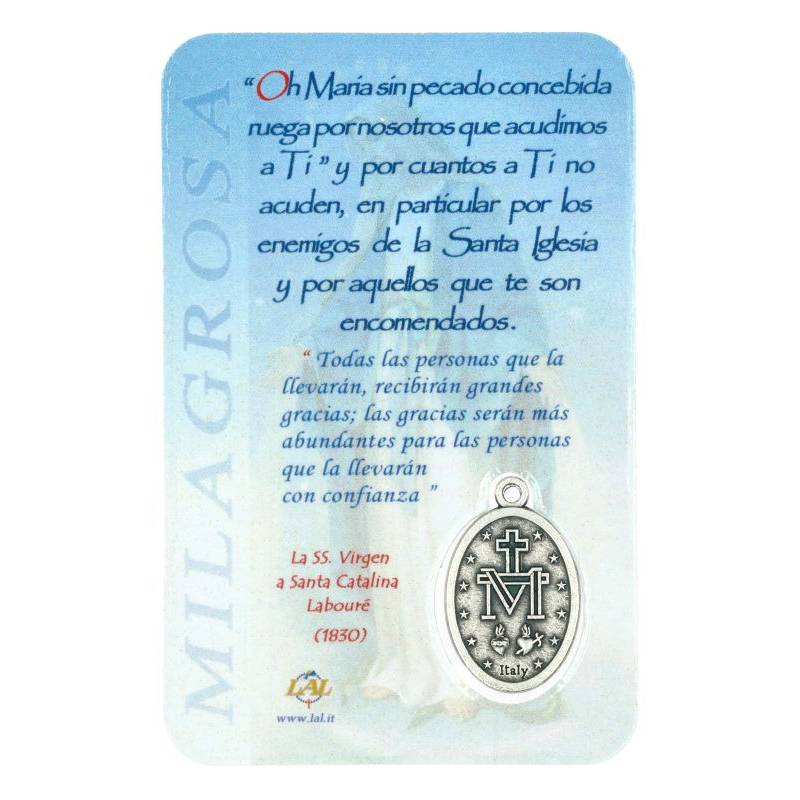 MILAGROSA
“Oh María sin pecado concebida
ruega por nosotros que acudimos
a Ti” y por cuantos a Ti no
acuden, en particular por los
enemigos de la Santa Iglesia
y por aquellos que te son
encomendados.
“ Todas las personas que la
llevarán, recibirán grandes
gracias; las gracias serán más
abundantes para las personas
que la llevarán
con confianza ”
La SS. Virgen
a Santa Catalina
Labouré
(1830)
LAL
www.lal.it
M
Italy